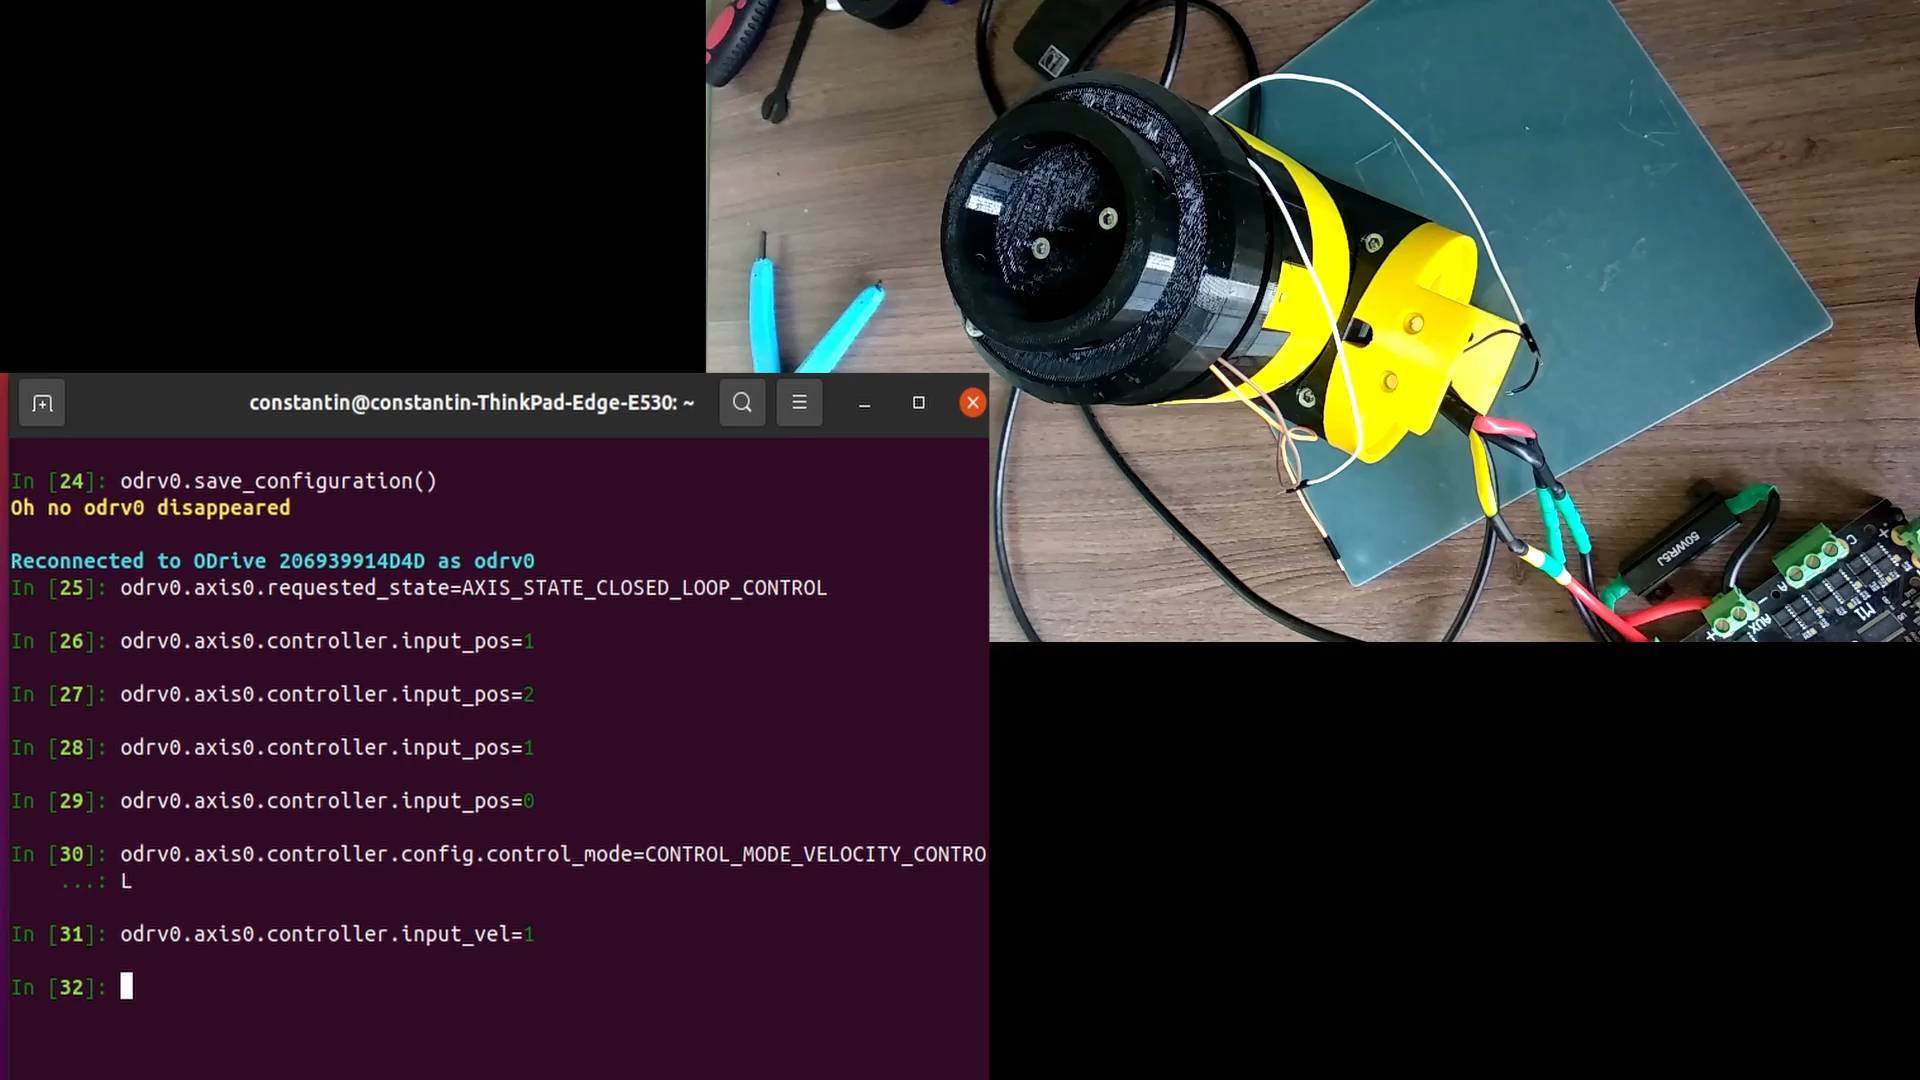 constantin@constantin-ThinkPad-Edge-E530: ~
In [24]: odrv0.save_configuration()
Oh no odrv0 disappeared
Reconnected to ODrive 206939914D4D as odrv0
In [25]: odrv0.axis0.requested_state=AXIS_STATE_CLOSED_LOOP_CONTROL
In [26]: odrv0.axis0.controller.input_pos=1
In [27]: odrv0.axis0.controller.input_pos=2
In [28]: odrv0.axis0.controller.input_pos=1
In [29]: odrv0.axis0.controller.input_pos=0
In [30]: odrv0.axis0.controller.config.control_mode=CONTROL_MODE_VELOCITY_CONTRO
...: L
In [31]: odrv0.axis0.controller.input_vel=1
In [32]:
50WR5J
C
A
M1
AUX
+
-
+